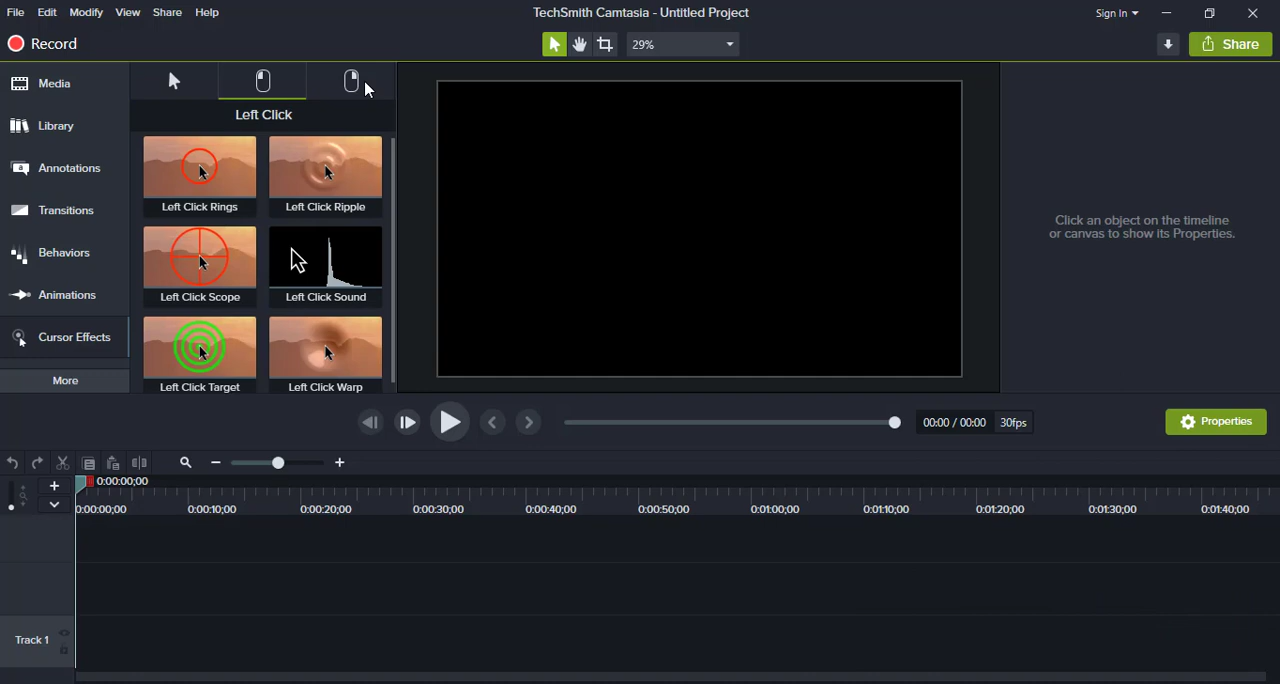 File Edit Modify View Share Help
TechSmith Camtasia - Untitled Project
Sign In
Record
29%
Share
Media
Library
Annotations
Transitions
Behaviors
Animations
Cursor Effects
More
Left Click
Left Click Rings
Left Click Ripple
Left Click Scope
Left Click Sound
Left Click Target
Left Click Warp
Click an object on the timeline
or canvas to show its Properties.
00:00 / 00:00
30fps
Properties
0:00:00;00
0:00:00;00 0:00:10;00 0:00:20;00 0:00:30;00 0:00:40;00 0:00:50;00 0:01:00;00 0:01:10;00 0:01:20;00 0:01:30;00 0:01:40;00
Track 1